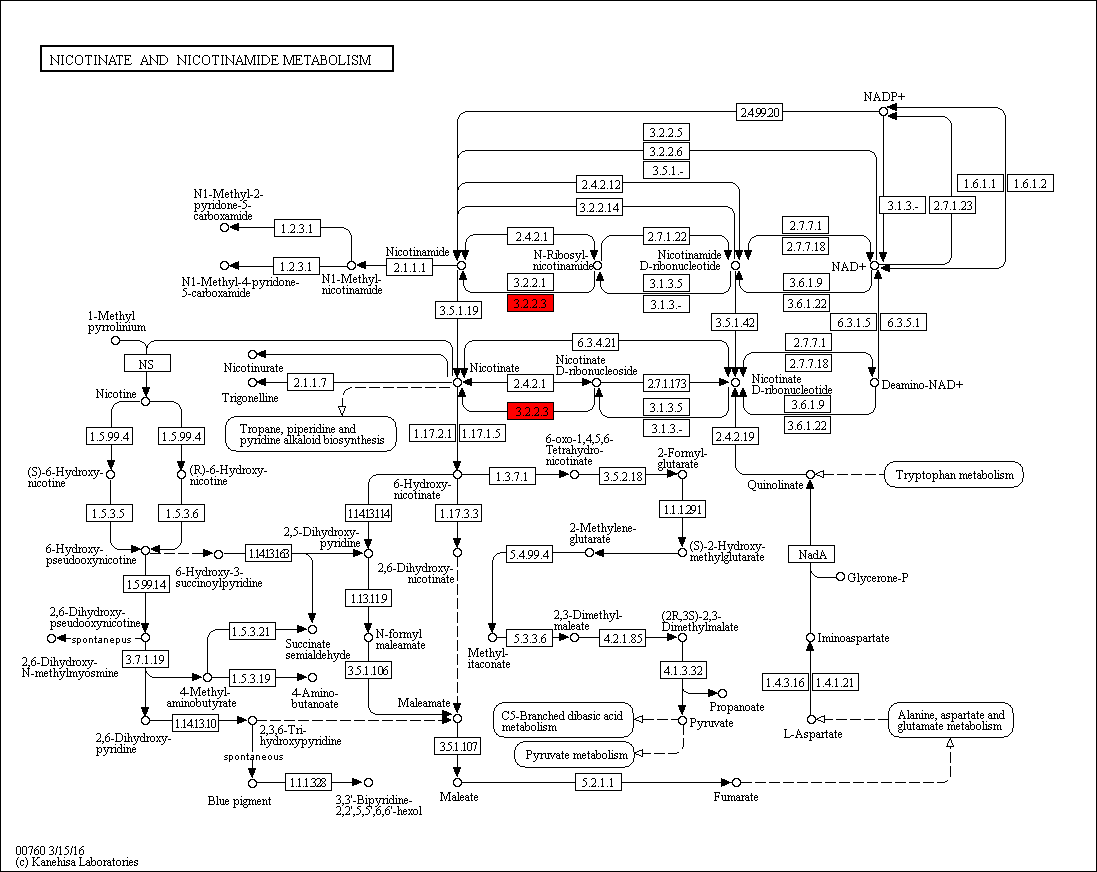 NICOTINATE AND NICOTINAMIDE METABOLISM
NADP+
2.4.99.20
3.2.2.5
3.2.2.6
3.5.1.-
2.4.2.12
3.2.2.14
1.6.1.1
1.6.1.2
3.1.3.-
2.7.1.23
N1-Methyl-2-
pyridone-5-
carboxamide
1.2.3.1
Nicotinamide
2.4.2.1
N-Ribosyl-
nicotinamide
2.7.1.22
Nicotinamide
D-ribonucleotide
2.7.7.1
2.7.7.18
NAD+
1.2.3.1
2.1.1.1
N1-Methyl-4-pyridone-
5-carboxamide
N1-Methyl-
nicotinamide
3.2.2.1
3.2.2.3
3.1.3.5
3.1.3.-
3.6.1.9
3.6.1.22
3.5.1.19
3.5.1.42
6.3.1.5
6.3.5.1
1-Methyl
pyrrolinium
NS
6.3.4.21
2.7.7.1
2.7.7.18
Nicotinurate
Nicotinate
Nicotinate
D-ribonucleoside
Nicotinate
D-ribonucleotide
Deamino-NAD+
Nicotine
2.1.1.7
Trigonelline
2.4.2.1
2.7.1.173
3.2.2.3
3.1.3.5
3.1.3.-
3.6.1.9
3.6.1.22
Tropane, piperidine and
pyridine alkaloid biosynthesis
1.5.99.4
1.5.99.4
1.17.2.1
1.17.1.5
2.4.2.19
(S)-6-Hydroxy-
nicotine
(R)-6-Hydroxy-
nicotine
6-Hydroxy-
nicotinate
1.3.7.1
6-oxo-1,4,5,6-
Tetrahydro-
nicotinate
3.5.2.18
2-Formyl-
glutarate
Quinolinate
Tryptophan metabolism
1.5.3.5
1.5.3.6
1.14.13.114
1.17.3.3
1.1.1.291
6-Hydroxy-
pseudooxynicotine
1.14.13.163
2,5-Dihydroxy-
pyridine
2,6-Dihydroxy-
nicotinate
5.4.99.4
2-Methylene-
glutarate
(S)-2-Hydroxy-
methylglutarate
NadA
Glycerone-P
6-Hydroxy-3-
succinoylpyridine
1.5.99.14
1.13.11.9
2,6-Dihydroxy-
pseudooxynicotine
spontanepus
1.5.3.21
Succinate
semialdehyde
N-formyl
maleamate
Methyl-
itaconate
5.3.3.6
2,3-Dimethyl-
maleate
4.2.1.85
(2R,3S)-2,3-
Dimethylmalate
Iminoaspartate
3.7.1.19
2,6-Dihydroxy-
N-methylmyosmine
4-Methyl-
aminobutyrate
1.5.3.19
4-Amino-
butanoate
3.5.1.106
4.1.3.32
Propanoate
1.4.3.16
1.4.1.21
2,6-Dihydroxy-
pyridine
1.14.13.10
2,3,6-Tri-
hydroxypyridine
Maleamate
C5-Branched dibasic acid
metabolism
Pyruvate
Pyruvate metabolism
L-Aspartate
Alanine, aspartate and
glutamate metabolism
spontaneous
3.5.1.107
Blue pigment
1.1.1.328
3,3'-Bipyridine-
2,2',5,5',6,6'-hexol
Maleate
5.2.1.1
Fumarate
00760 3/15/16
(c) Kanehisa Laboratories